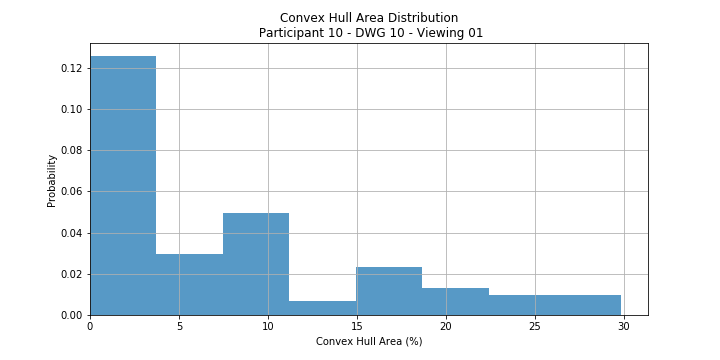 Convex Hull Area Distribution
Participant 10 - DWG 10 - Viewing 01
Probability
0.12
0.10
0.08
0.06
0.04
0.02
0.00
0 5 10 15 20 25 30
Convex Hull Area (%)